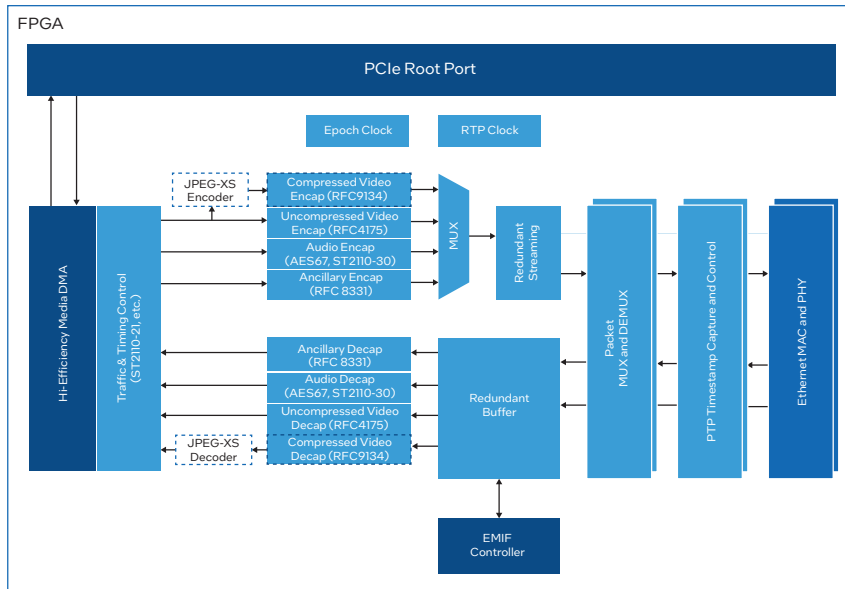 FPGA
PCIe Root Port
Epoch Clock
RTP Clock
JPEG-XS
Encoder
Compressed Video
Encap (RFC9134)
Uncompressed Video
Encap (RFC4175)
Audio Encap
(AES67, ST2110-30)
Ancillary Encap
(RFC 8331)
MUX
Redundant
Streaming
Hi-Efficiency Media DMA
Traffic & Timing Control
(ST2110-21, etc.)
Packet
MUX and DEMUX
PTP Timestamp Capture and Control
Ethernet MAC and PHY
Ancillary Decap
(RFC 8331)
Audio Decap
(AES67, ST2110-30)
Uncompressed Video
Decap (RFC4175)
JPEG-XS
Decoder
Compressed Video
Decap (RFC9134)
Redundant
Buffer
EMIF
Controller